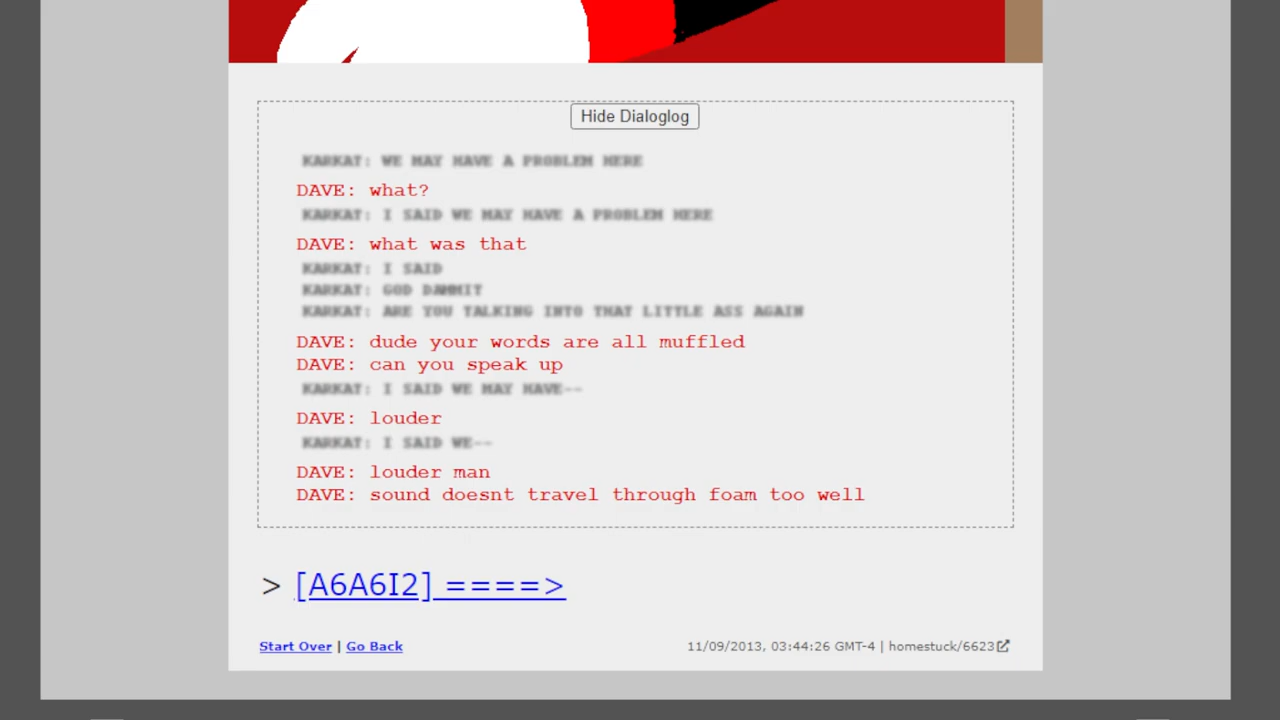 Hide Dialoglog
KARKAT: WE MAY HAVE A PROBLEM HERE
DAVE: what?
KARKAT: I SAID WE MAY HAVE A PROBLEM HERE
DAVE: what was that
KARKAT: I SAID
KARKAT: GOD DAMMIT
KARKAT: ARE YOU TALKING INTO THAT LITTLE ASS AGAIN
DAVE: dude your words are all muffled
DAVE: can you speak up
KARKAT: I SAID WE MAY HAVE--
DAVE: louder
KARKAT: I SAID WE--
DAVE: louder man
DAVE: sound doesnt travel through foam too well
> [A6A6I2] ====>
Start Over | Go Back
11/09/2013, 03:44:26 GMT-4 | homestuck/6623